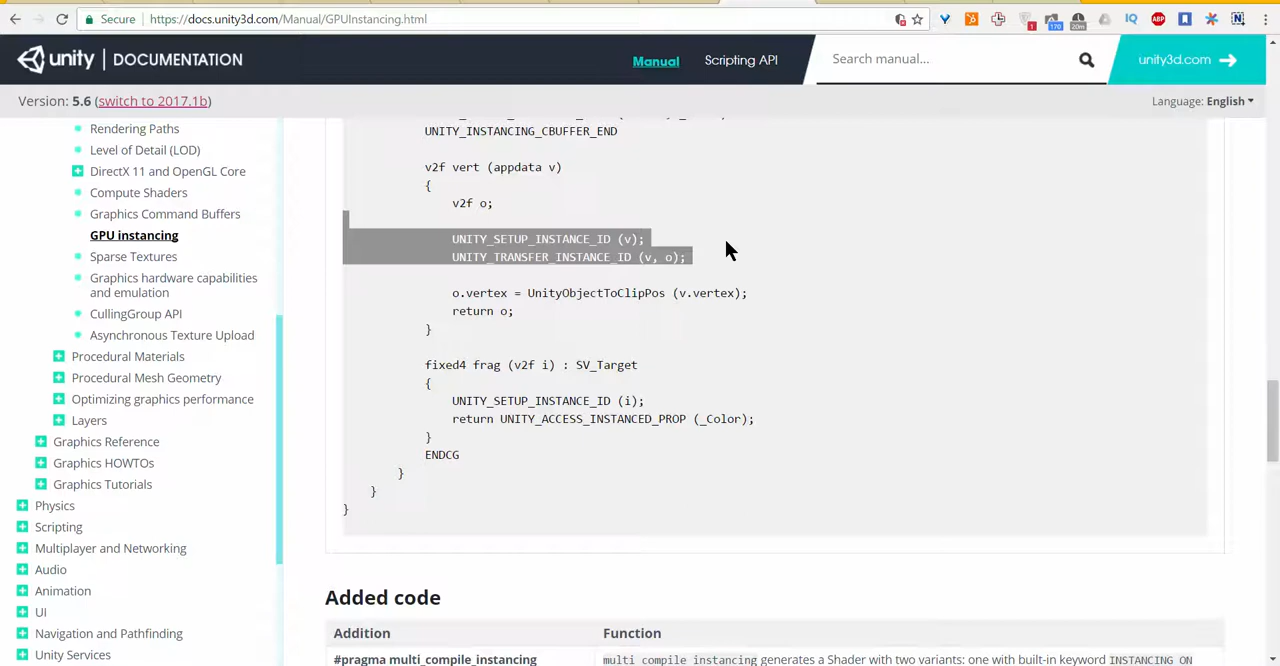 Secure
https://docs.unity3d.com/Manual/GPUInstancing.html
1
170
20m
IQ
ABP
N
unity | DOCUMENTATION
Manual
Scripting API
Search manual...
unity3d.com
Version: 5.6 (switch to 2017.1b)
Language: English
Rendering Paths
Level of Detail (LOD)
DirectX 11 and OpenGL Core
Compute Shaders
Graphics Command Buffers
GPU instancing
Sparse Textures
Graphics hardware capabilities
and emulation
CullingGroup API
Asynchronous Texture Upload
Procedural Materials
Procedural Mesh Geometry
Optimizing graphics performance
Layers
Graphics Reference
Graphics HOWTOs
Graphics Tutorials
Physics
Scripting
Multiplayer and Networking
Audio
Animation
UI
Navigation and Pathfinding
Unity Services
UNITY_INSTANCING_CBUFFER_END
v2f vert (appdata v)
{
v2f o;
UNITY_SETUP_INSTANCE_ID (v);
UNITY_TRANSFER_INSTANCE_ID (v, o);
o.vertex = UnityObjectToClipPos (v.vertex);
return o;
}
fixed4 frag (v2f i) : SV_Target
{
UNITY_SETUP_INSTANCE_ID (i);
return UNITY_ACCESS_INSTANCED_PROP (_Color);
}
ENDCG
}
}
}
Added code
Addition
Function
#pragma multi_compile_instancing
multi_compile_instancing generates a Shader with two variants: one with built-in keyword INSTANCING_ON